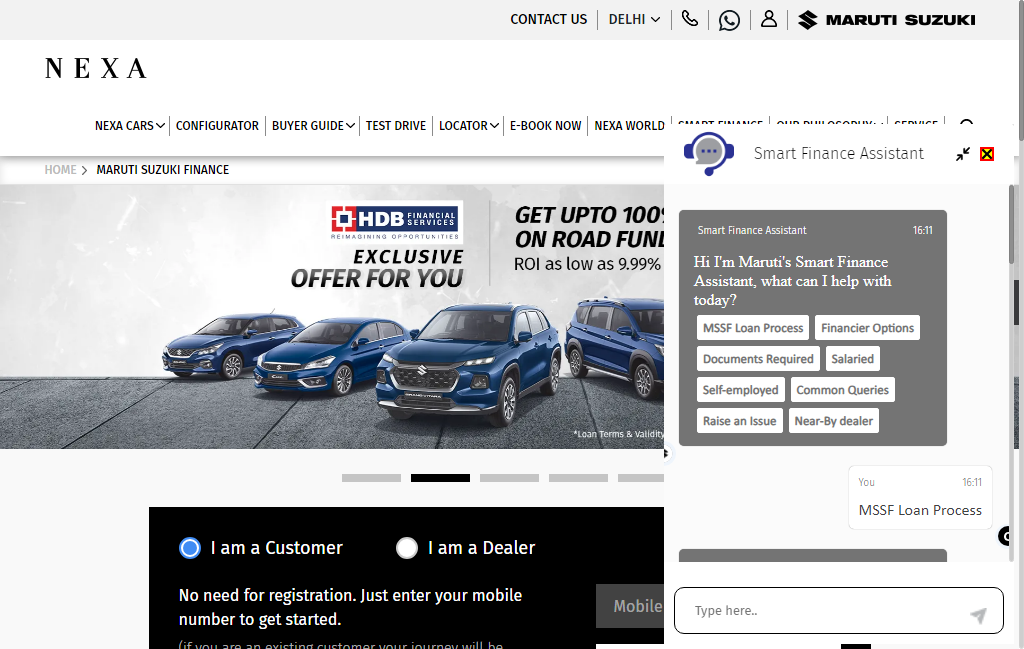 CONTACT US
DELHI
MARUTI SUZUKI
NEXA
NEXA CARS
CONFIGURATOR
BUYER GUIDE
TEST DRIVE
LOCATOR
E-BOOK NOW
NEXA WORLD
SMART FINANCE
OUR PHILOSOPHY
SERVICE
HOME
MARUTI SUZUKI FINANCE
HDB FINANCIAL SERVICES
REIMAGINING OPPORTUNITIES
EXCLUSIVE
OFFER FOR YOU
GET UPTO 100%
ON ROAD FUN
ROI as low as 9.99%
GRAND VITARA
*Loan Terms & Validity
I am a Customer
I am a Dealer
No need for registration. Just enter your mobile
number to get started.
(if you are an existing customer your journey will be
Mobile
Smart Finance Assistant
Smart Finance Assistant
16:11
Hi I'm Maruti's Smart Finance
Assistant, what can I help with
today?
MSSF Loan Process
Financier Options
Documents Required
Salaried
Self-employed
Common Queries
Raise an Issue
Near-By dealer
You
16:11
MSSF Loan Process
Type here..